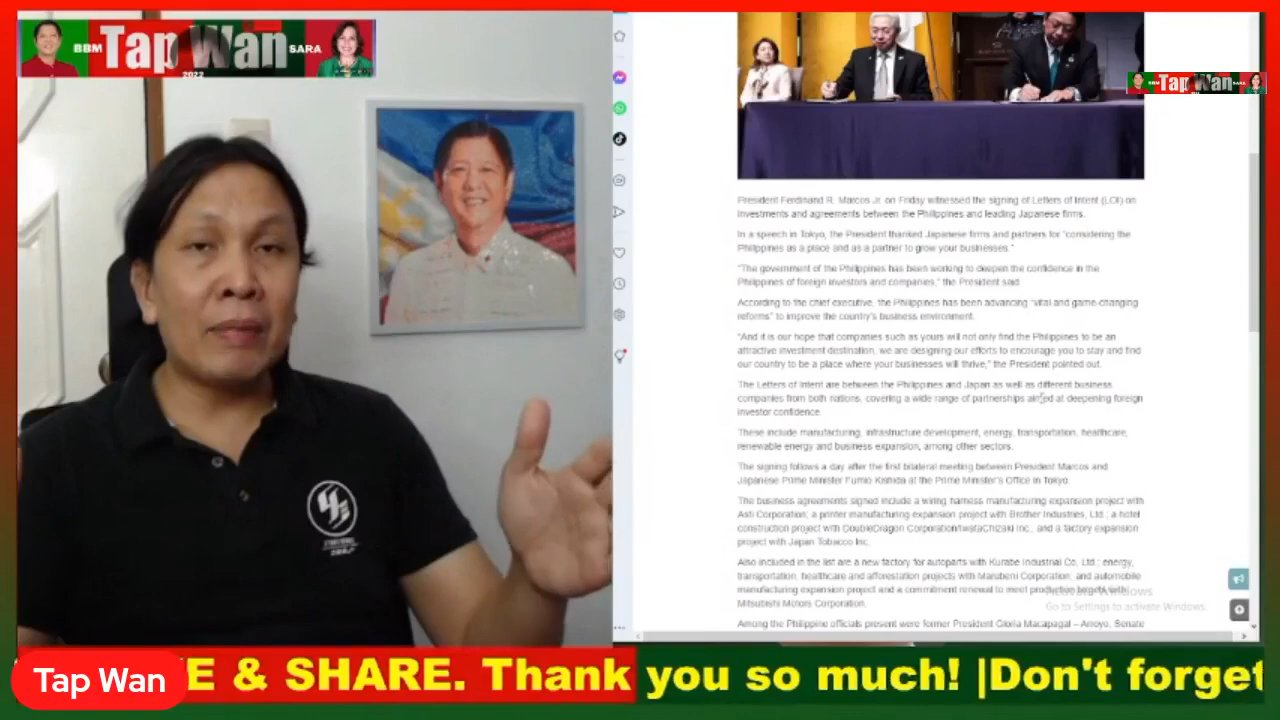 BBM Tap Wan SARA
2022
BBM Tap Wan SARA
President Ferdinand R. Marcos Jr. on Friday witnessed the signing of Letters of Intent (LOI) on
investments and agreements between the Philippines and leading Japanese firms.
In a speech in Tokyo, the President thanked Japanese firms and partners for "considering the
Philippines as a place and as a partner to grow your businesses."
"The government of the Philippines has been working to deepen the confidence in the
Philippines of foreign investors and companies," the President said.
According to the chief executive, the Philippines has been advancing "vital and game-changing
reforms" to improve the country's business environment.
"And it is our hope that companies such as yours will not only find the Philippines to be an
attractive investment destination, we are designing our efforts to encourage you to stay and find
our country to be a place where your businesses will thrive," the President pointed out.
The Letters of Intent are between the Philippines and Japan as well as different business
companies from both nations, covering a wide range of partnerships aimed at deepening foreign
investor confidence.
These include manufacturing, infrastructure development, energy, transportation, healthcare,
renewable energy and business expansion, among other sectors.
The signing follows a day after the first bilateral meeting between President Marcos and
Japanese Prime Minister Fumio Kishida at the Prime Minister's Office in Tokyo.
The business agreements signed include a wiring harness manufacturing expansion project with
Asti Corporation; a printer manufacturing expansion project with Brother Industries, Ltd.; a hotel
construction project with DoubleDragon Corporation/IwataChizaki Inc.; and a factory expansion
project with Japan Tobacco Inc.
Also included in the list are a new factory for autoparts with Kurabe Industrial Co, Ltd.; energy,
transportation, healthcare and afforestation projects with Marubeni Corporation; and automobile
manufacturing expansion project and a commitment renewal to meet production targets with
Mitsubishi Motors Corporation.
Among the Philippine officials present were former President Gloria Macapagal – Arroyo, Senate
Activate Windows
Go to Settings to activate Windows.
Tap Wan
E & SHARE. Thank you so much! |Don't forget